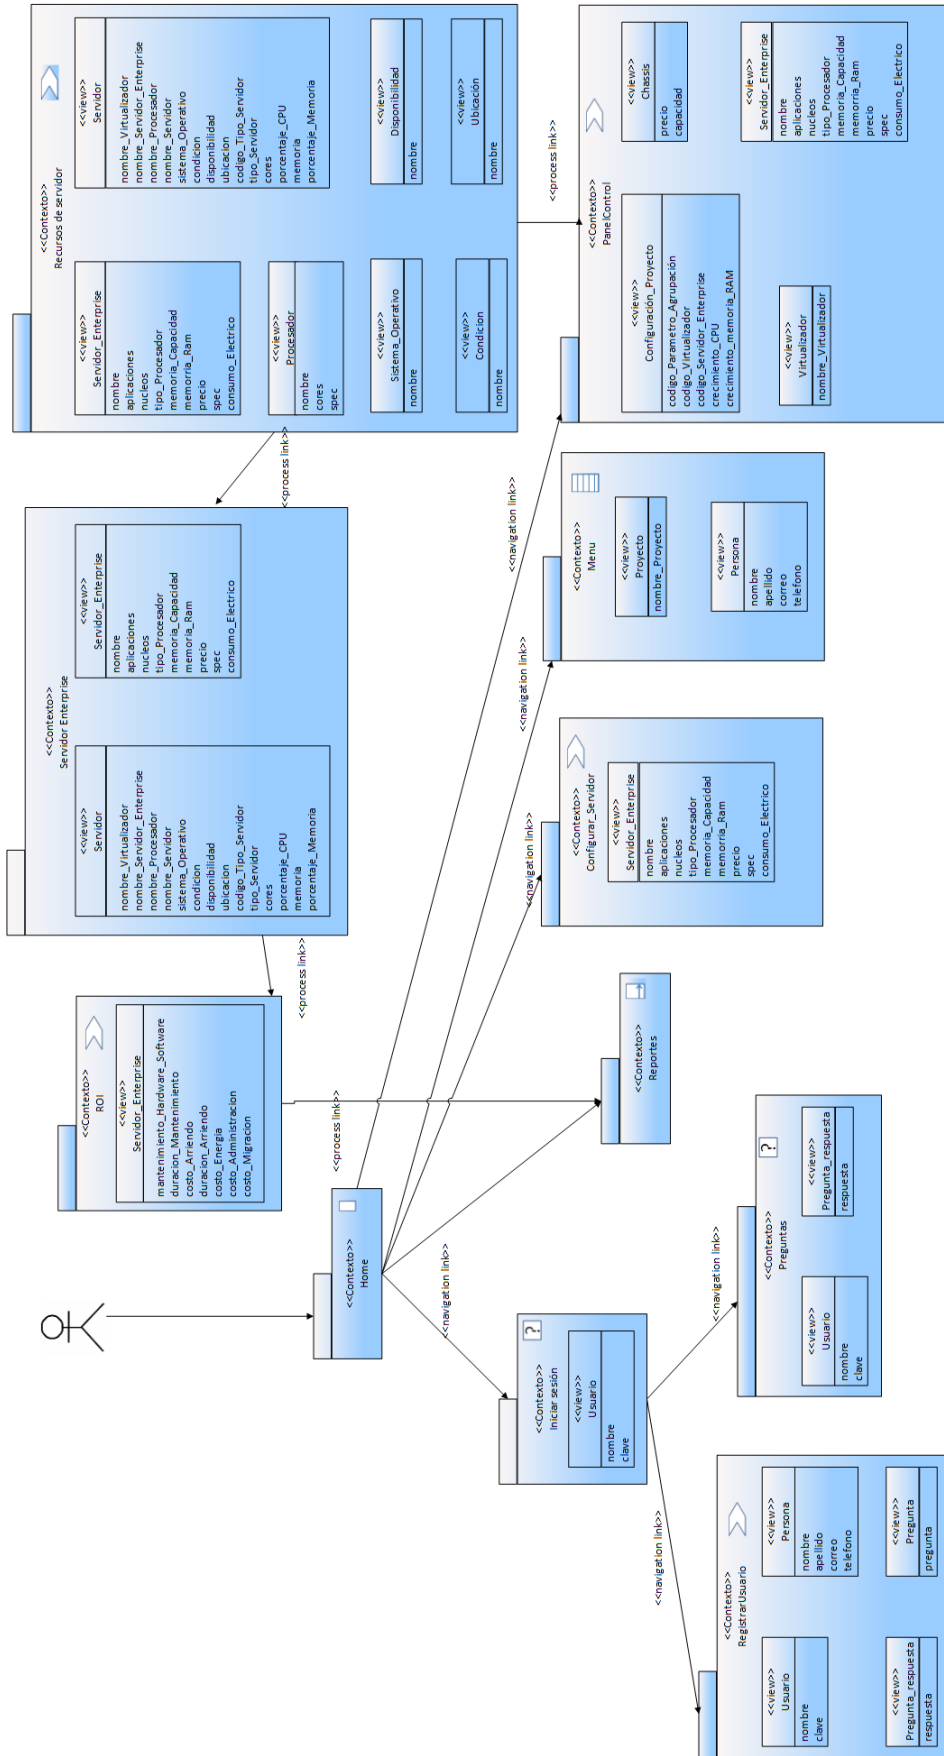 <<Contexto>>
Recursos de servidor
<<view>>
Servidor_Enterprise
nombre
aplicaciones
nucleos
tipo_Procesador
memoria_Capacidad
memorria_Ram
precio
spec
consumo_Electrico
<<view>>
Servidor
nombre_Virtualizador
nombre_Servidor_Enterprise
nombre_Procesador
nombre_Servidor
sistema_Operativo
condicion
disponibilidad
ubicacion
codigo_Tipo_Servidor
tipo_Servidor
cores
porcentaje_CPU
memoria
porcentaje_Memoria
<<view>>
Procesador
nombre
cores
spec
<<view>>
Sistema_Operativo
nombre
<<view>>
Disponibilidad
nombre
<<view>>
Condicion
nombre
<<view>>
Ubicación
nombre
<<process link>>
<<process link>>
<<Contexto>>
Servidor Enterprise
<<view>>
Servidor
nombre_Virtualizador
nombre_Servidor_Enterprise
nombre_Procesador
nombre_Servidor
sistema_Operativo
condicion
disponibilidad
ubicacion
codigo_Tipo_Servidor
tipo_Servidor
cores
porcentaje_CPU
memoria
porcentaje_Memoria
<<view>>
Servidor_Enterprise
nombre
aplicaciones
nucleos
tipo_Procesador
memoria_Capacidad
memorria_Ram
precio
spec
consumo_Electrico
<<process link>>
<<Contexto>>
ROI
<<view>>
Servidor_Enterprise
mantenimiento_Hardware_Software
duracion_Mantenimiento
costo_Arriendo
duracion_Arriendo
costo_Energia
costo_Administracion
costo_Migracion
<<process link>>
<<Contexto>>
Home
<<navigation link>>
<<navigation link>>
<<navigation link>>
<<navigation link>>
<<Contexto>>
PanelControl
<<view>>
Configuración_Proyecto
codigo_Parametro_Agrupación
codigo_Virtualizador
codigo_Servidor_Enterprise
crecimiento_CPU
crecimiento_memoria_RAM
<<view>>
Chassis
precio
capacidad
<<view>>
Virtualizador
nombre_Virtualizador
<<view>>
Servidor_Enterprise
nombre
aplicaciones
nucleos
tipo_Procesador
memoria_Capacidad
memorria_Ram
precio
spec
consumo_Electrico
<<Contexto>>
Menu
<<view>>
Proyecto
nombre_Proyecto
<<view>>
Persona
nombre
apellido
correo
telefono
<<Contexto>>
Configurar_Servidor
<<view>>
Servidor_Enterprise
nombre
aplicaciones
nucleos
tipo_Procesador
memoria_Capacidad
memorria_Ram
precio
spec
consumo_Electrico
<<Contexto>>
Reportes
<<Contexto>>
Iniciar sesión
?
<<view>>
Usuario
nombre
clave
<<navigation link>>
<<navigation link>>
<<Contexto>>
Preguntas
?
<<view>>
Usuario
nombre
clave
<<view>>
Pregunta_respuesta
respuesta
<<Contexto>>
RegistrarUsuario
<<view>>
Usuario
nombre
clave
<<view>>
Persona
nombre
apellido
correo
telefono
<<view>>
Pregunta_respuesta
respuesta
<<view>>
Pregunta
pregunta